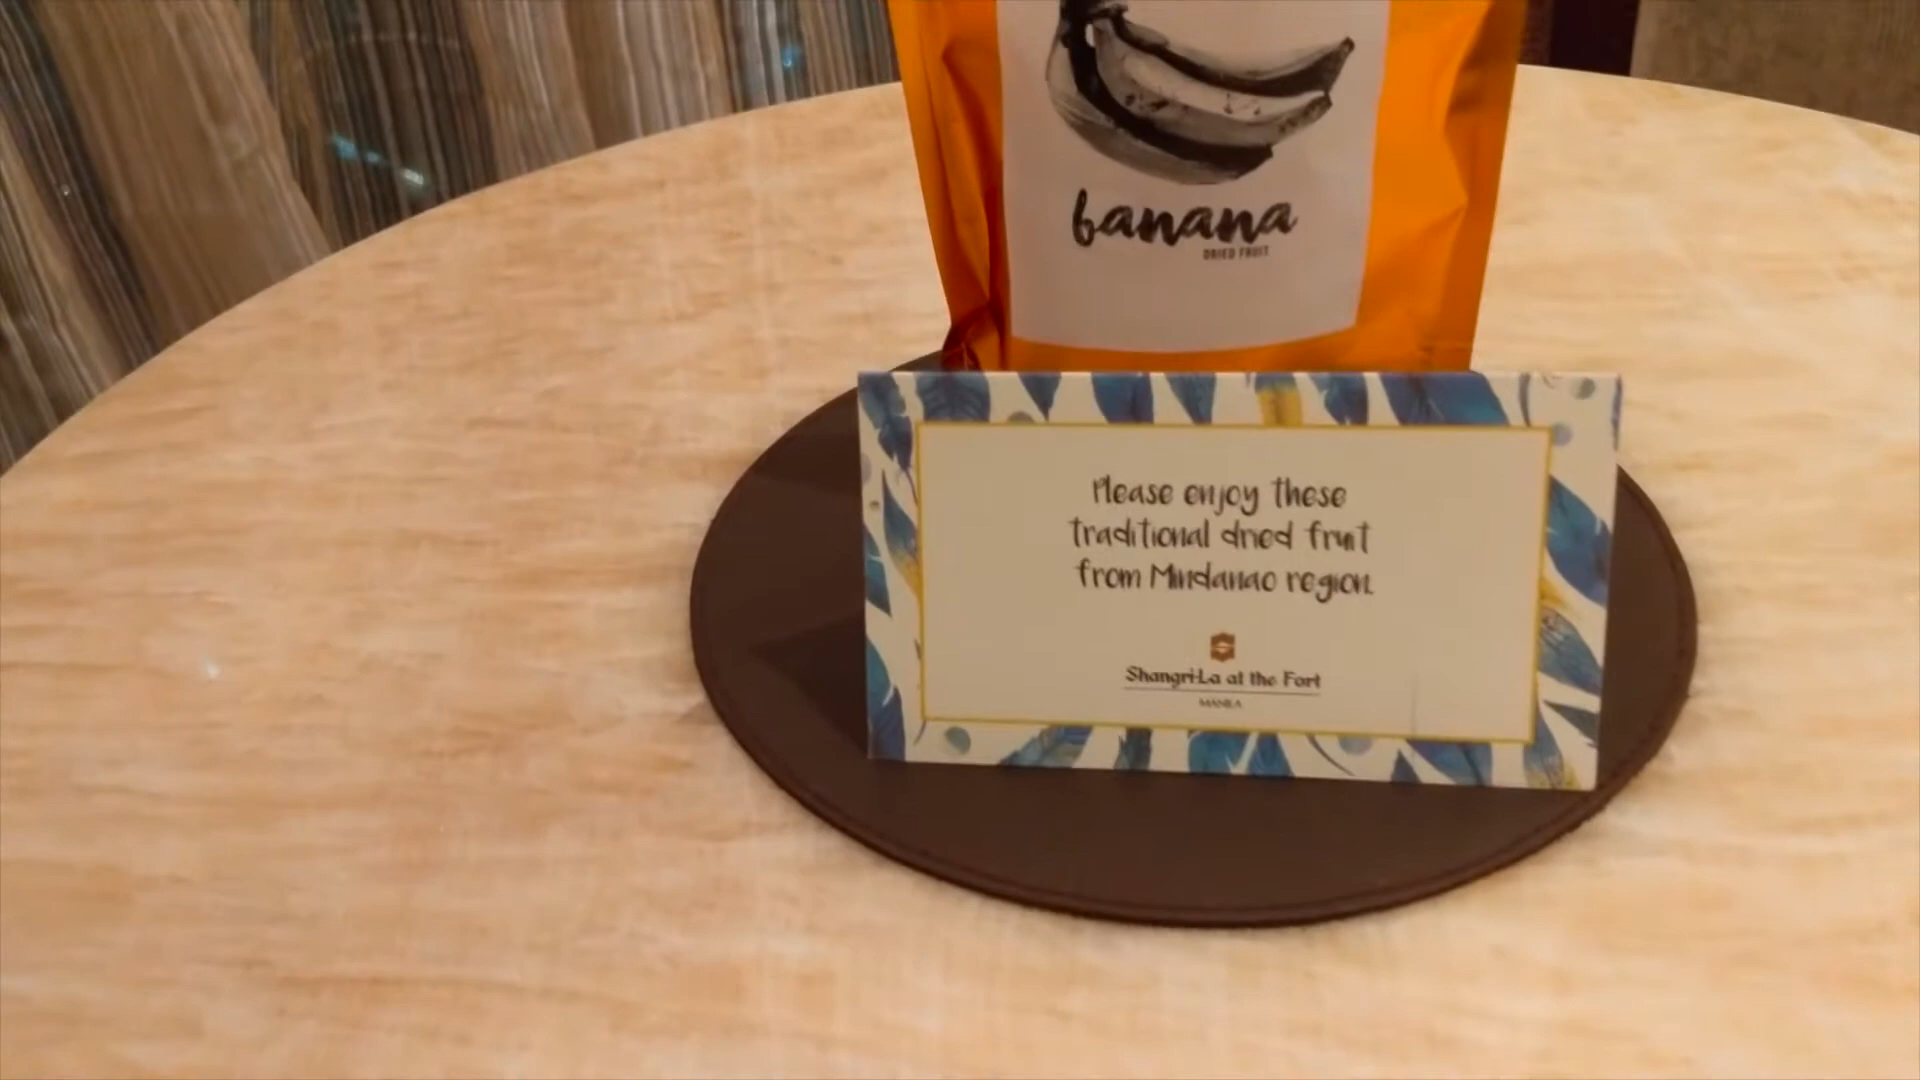 banana
DRIED FRUIT
Please enjoy these
traditional dried fruit
from Mindanao region.
Shangri-La at the Fort
MANILA